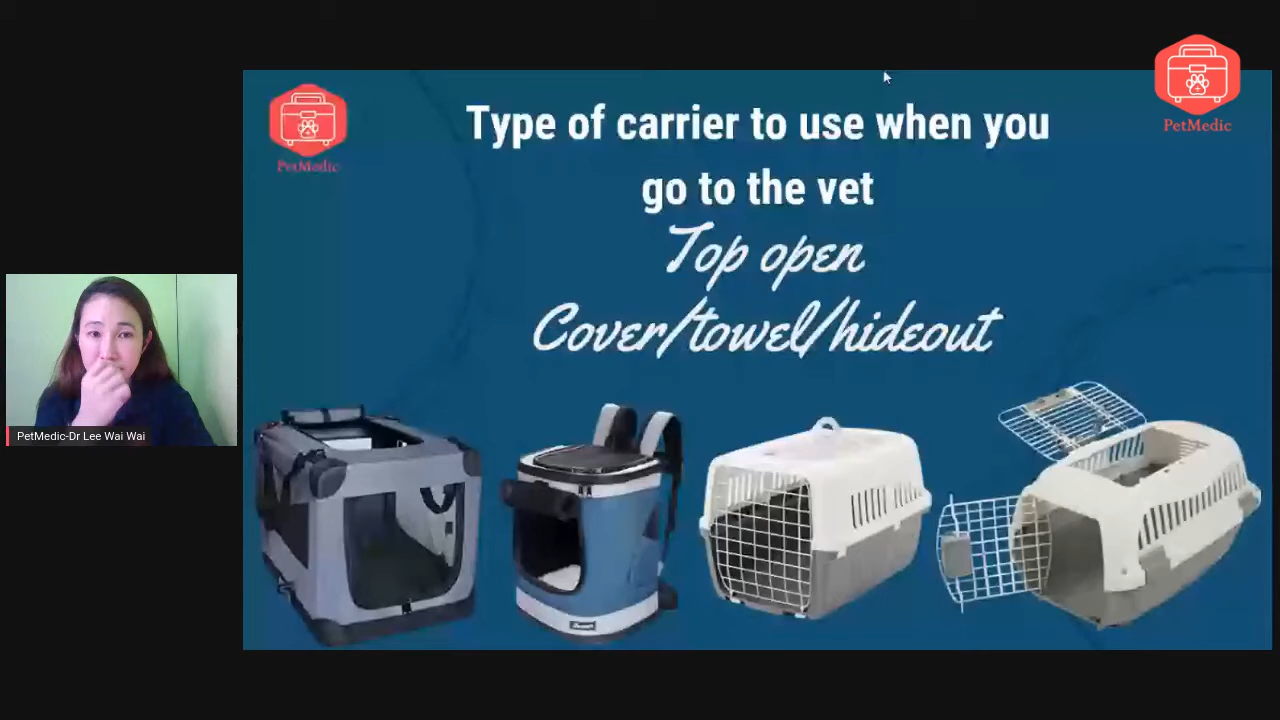 PetMedic
PetMedic
Type of carrier to use when you
go to the vet
Top open
Cover/towel/hideout
PetMedic-Dr Lee Wai Wai